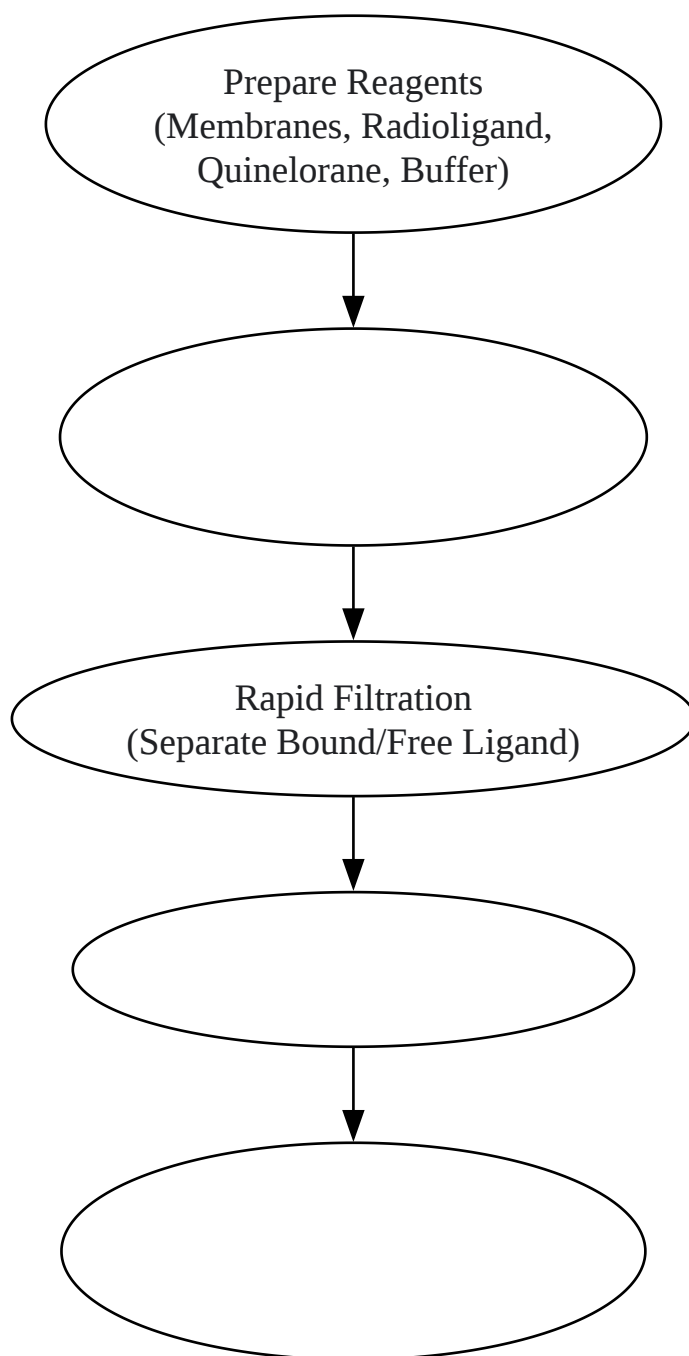 Prepare Reagents
(Membranes, Radioligand,
Quinelorane, Buffer)
Rapid Filtration
(Separate Bound/Free Ligand)